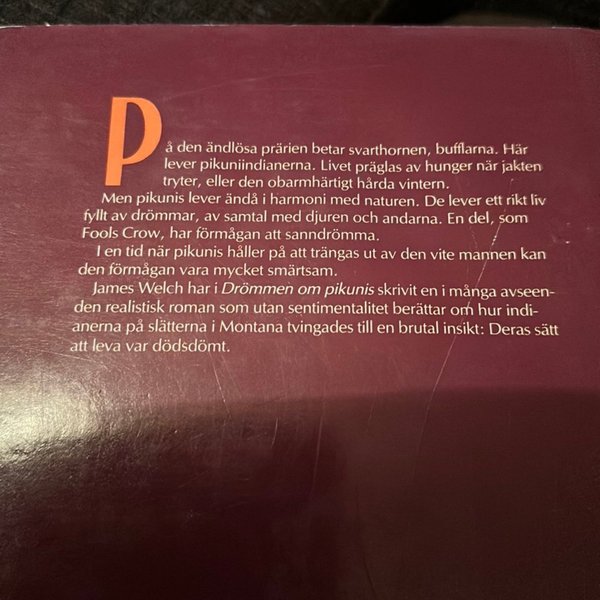 På den ändlösa prärien betar svarthornen, bufflarna. Här
lever pikuniindianerna. Livet präglas av hunger när jakten
tryter, eller den obarmhärtigt hårda vintern.
Men pikunis lever ändå i harmoni med naturen. De lever ett rikt liv
fyllt av drömmar, av samtal med djuren och andarna. En del, som
Fools Crow, har förmågan att sanndrömma.
I en tid när pikunis håller på att trängas ut av den vite mannen kan
den förmågan vara mycket smärtsam.
James Welch har i Drömmen om pikunis skrivit en i många avseen-
den realistisk roman som utan sentimentalitet berättar om hur indi-
anerna på slätterna i Montana tvingades till en brutal insikt: Deras sätt
att leva var dödsdömt.